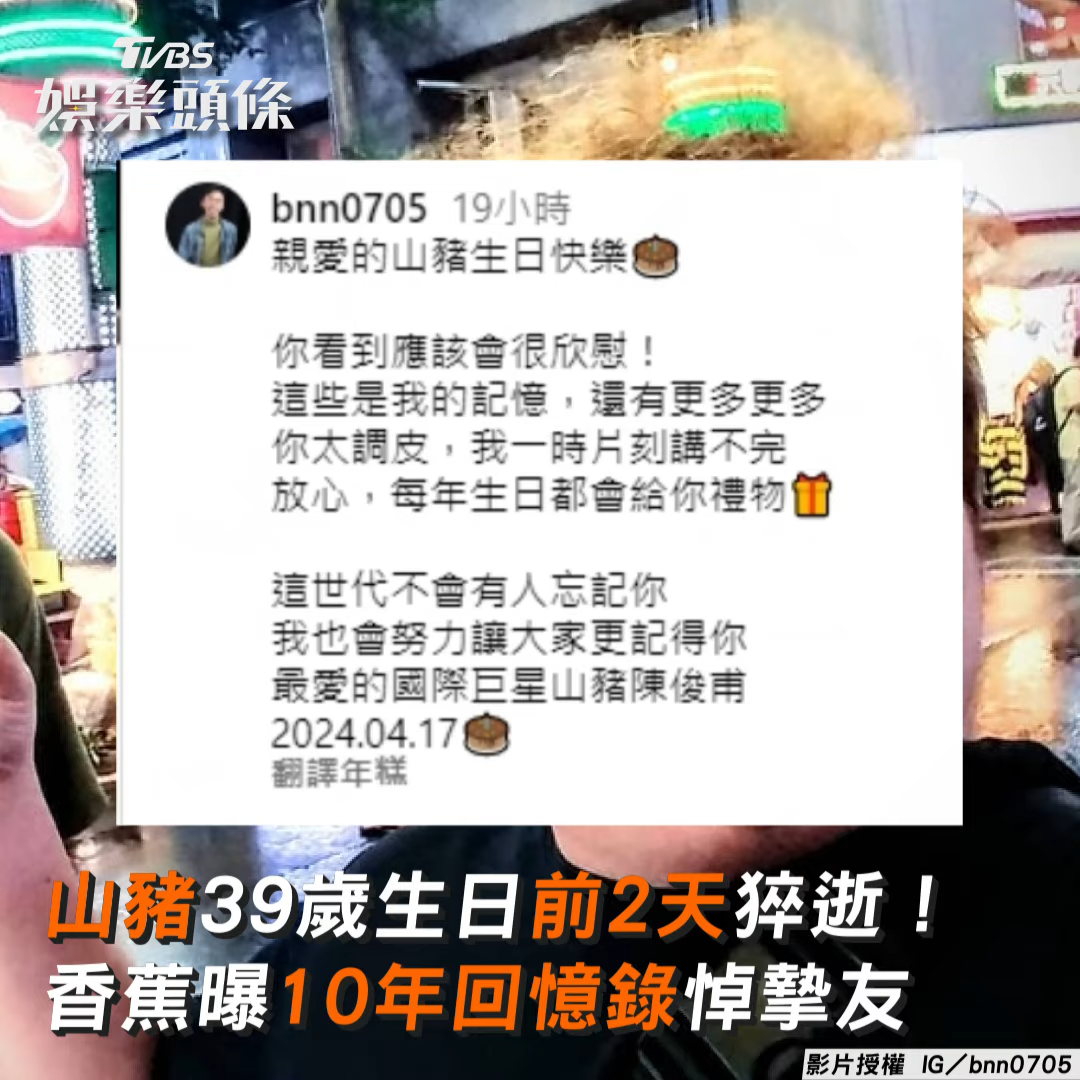 TVBS
娛樂頭條
bnn0705 19小時
親愛的山豬生日快樂🎂
你看到應該會很欣慰！
這些是我的記憶，還有更多更多
你太調皮，我一時片刻講不完
放心，每年生日都會給你禮物🎁
這世代不會有人忘記你
我也會努力讓大家更記得你
最愛的國際巨星山豬陳俊甫
2024.04.17🎂
翻譯年糕
山豬39歲生日前2天猝逝！
香蕉曝10年回憶錄悼摯友
影片授權 IG／bnn0705